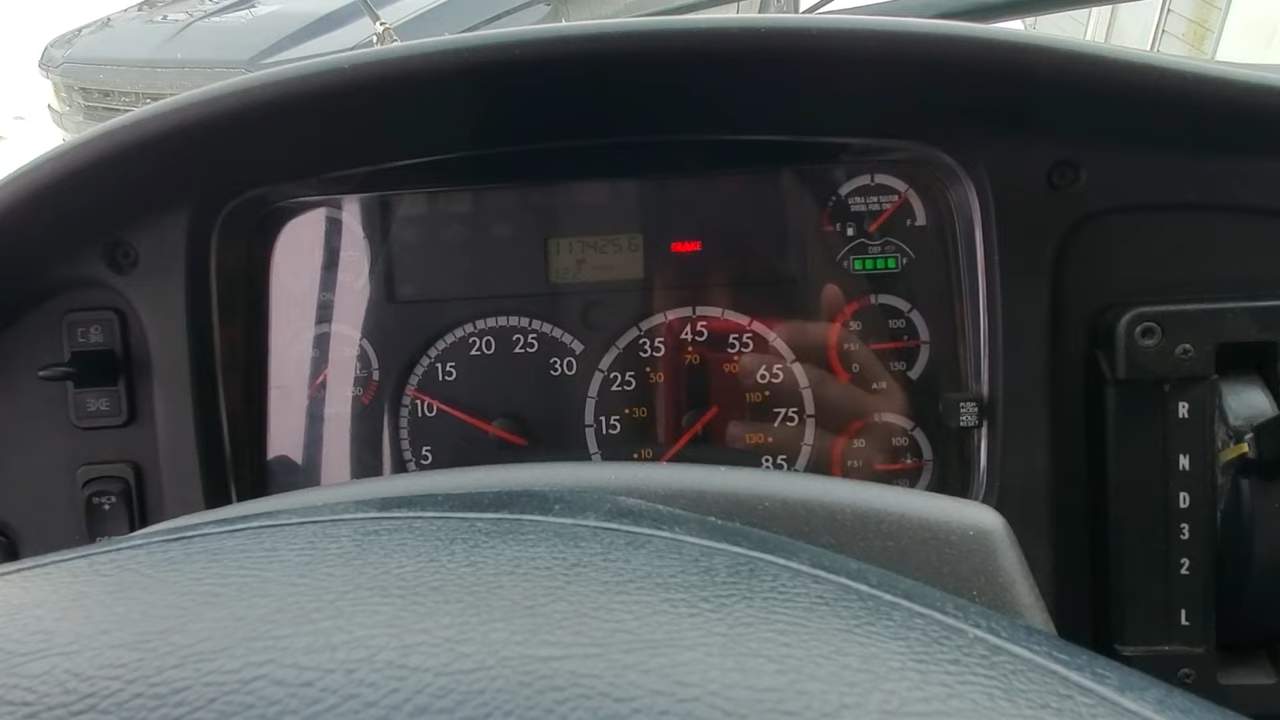 117425.6
BRAKE
ULTRA LOW SULFUR
DIESEL FUEL ONLY
E F
DEF
E F
OIL
5 10 15 20 25 30
15 25 35 45 55 65 75 85
10 30 50 70 90 110 130
50 100
PSI
0 150
AIR
50 100
PSI
150
PUSH-
MODE
HOLD-
RESET
R
N
D
3
2
L